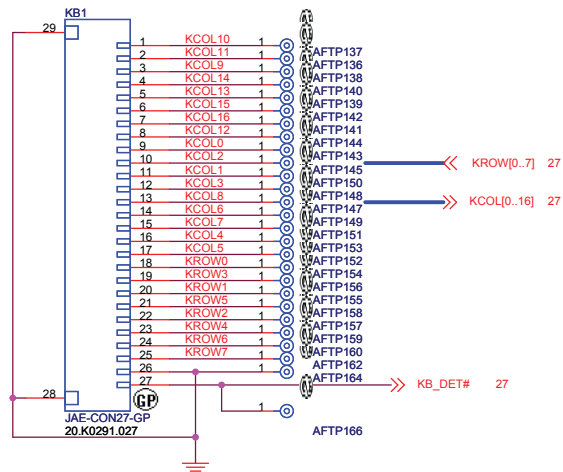 KB1
29
1 KCOL10 1
2 KCOL11 1 AFTP137
3 KCOL9 1 AFTP136
4 KCOL14 1 AFTP138
5 KCOL13 1 AFTP140
6 KCOL15 1 AFTP139
7 KCOL16 1 AFTP142
8 KCOL12 1 AFTP141
9 KCOL0 1 AFTP144
10 KCOL2 1 AFTP143 KROW[0..7] 27
11 KCOL1 1 AFTP145
12 KCOL3 1 AFTP150
13 KCOL8 1 AFTP148 KCOL[0..16] 27
14 KCOL6 1 AFTP147
15 KCOL7 1 AFTP149
16 KCOL4 1 AFTP151
17 KCOL5 1 AFTP153
18 KROW0 1 AFTP152
19 KROW3 1 AFTP154
20 KROW1 1 AFTP156
21 KROW5 1 AFTP155
22 KROW2 1 AFTP158
23 KROW4 1 AFTP157
24 KROW6 1 AFTP159
25 KROW7 1 AFTP160
26 1 AFTP162
27 AFTP164 KB_DET# 27
28 GP
1
JAE-CON27-GP
20.K0291.027 AFTP166